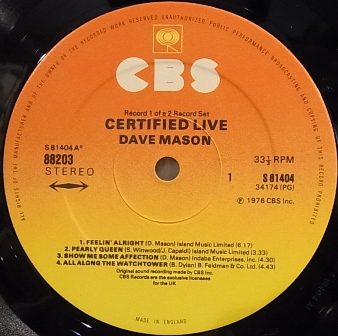 ALL RIGHTS OF THE MANUFACTURER AND OF THE OWNER OF THE RECORDED WORK RESERVED UNAUTHORISED PUBLIC PERFORMANCE BROADCASTING AND COPYING OF THIS RECORD PROHIBITED
CBS
Record 1 of a 2 Record Set
CERTIFIED LIVE
DAVE MASON
S 81404 A*
88203
STEREO
33⅓ RPM
1
S 81404
34174 (PG)
℗ 1976 CBS Inc.
1. FEELIN' ALRIGHT (D. Mason) Island Music Limited (6.17)
2. PEARLY QUEEN (S. Winwood/J. Capaldi) Island Music Limited (3.33)
3. SHOW ME SOME AFFECTION (D. Mason) Indaba Enterprises, Inc. (4.30)
4. ALL ALONG THE WATCHTOWER (B. Dylan) B. Feldman & Co. Ltd. (4.43)
Original sound recording made by CBS Inc.
CBS Records are the exclusive licensees
for the UK
MADE IN ENGLAND